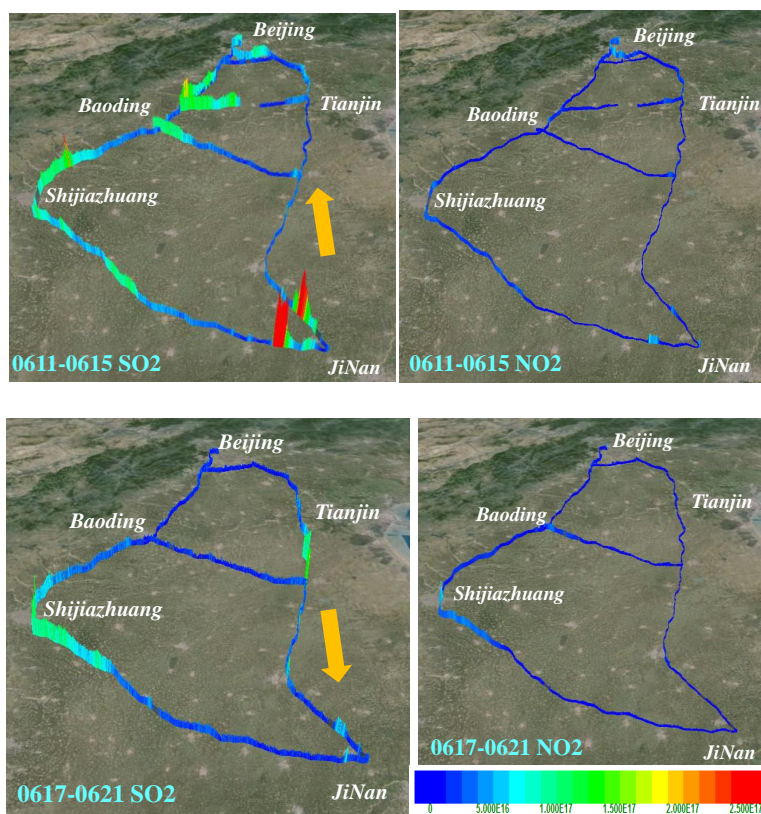 Beijing
Baoding
Tianjin
Shijiazhuang
0611-0615 SO2
JiNan
Beijing
Tianjin
Baoding
Shijiazhuang
0611-0615 NO2
JiNan
Beijing
Baoding
Tianjin
Shijiazhuang
0617-0621 SO2
JiNan
Beijing
Baoding
Tianjin
Shijiazhuang
0617-0621 NO2
JiNan
0 5.000E16 1.000E17 1.500E17 2.000E17 2.500E17